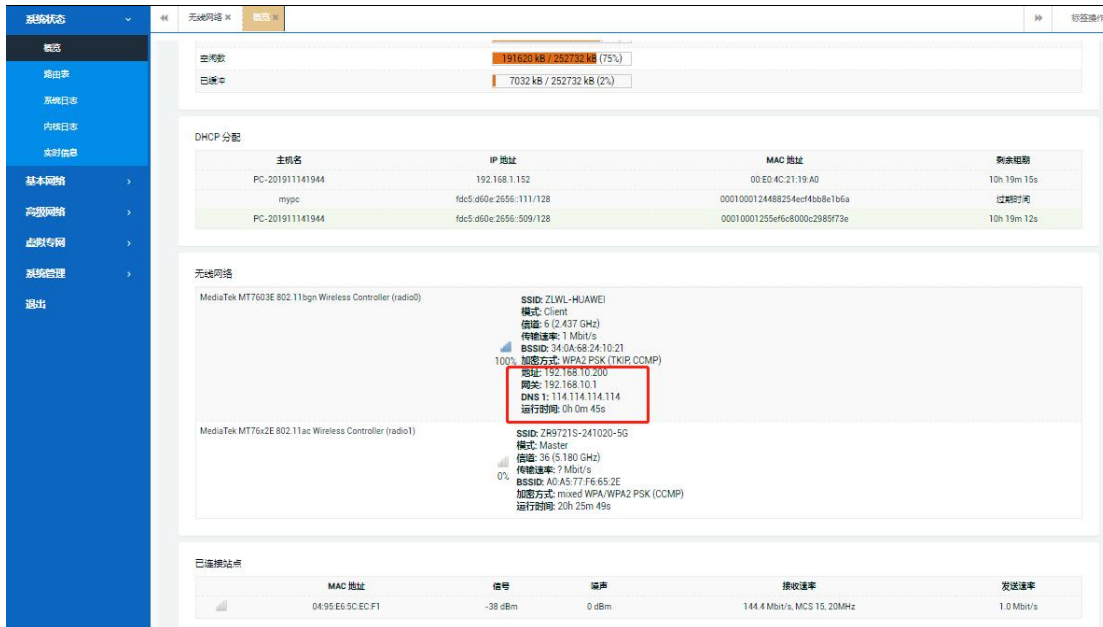 系统状态
无线网络
概览
标签操作
概览
路由表
系统日志
内核日志
实时信息
基本网络
高级网络
虚拟专网
系统管理
退出
空闲数
191620 kB / 252732 kB (75%)
已缓冲
7032 kB / 252732 kB (2%)
DHCP 分配
主机名 IP 地址 MAC 地址 剩余租期
PC-201911141944 192.168.1.152 00:E0:4C:21:19:A0 10h 19m 15s
mypc fdc5:d60e:2656::111/128 0001000124488254ecf4bb8e1b6a 过期时间
PC-201911141944 fdc5:d60e:2656::509/128 00010001255ef6c8000c2985f73e 10h 19m 12s
无线网络
MediaTek MT7603E 802.11bgn Wireless Controller (radio0)
100%
SSID: ZLWL-HUAWEI
模式: Client
信道: 6 (2.437 GHz)
传输速率: 1 Mbit/s
BSSID: 34:0A:68:24:10:21
加密方式: WPA2 PSK (TKIP, CCMP)
地址: 192.168.10.200
网关: 192.168.10.1
DNS 1: 114.114.114.114
运行时间: 0h 0m 45s
MediaTek MT76x2E 802.11ac Wireless Controller (radio1)
0%
SSID: ZR9721S-241020-5G
模式: Master
信道: 36 (5.180 GHz)
传输速率: ? Mbit/s
BSSID: A0:A5:77:F6:65:2E
加密方式: mixed WPA/WPA2 PSK (CCMP)
运行时间: 20h 25m 49s
已连接站点
MAC 地址 信号 噪声 接收速率 发送速率
04:95:E6:5C:EC:F1 -38 dBm 0 dBm 144.4 Mbit/s, MCS 15, 20MHz 1.0 Mbit/s